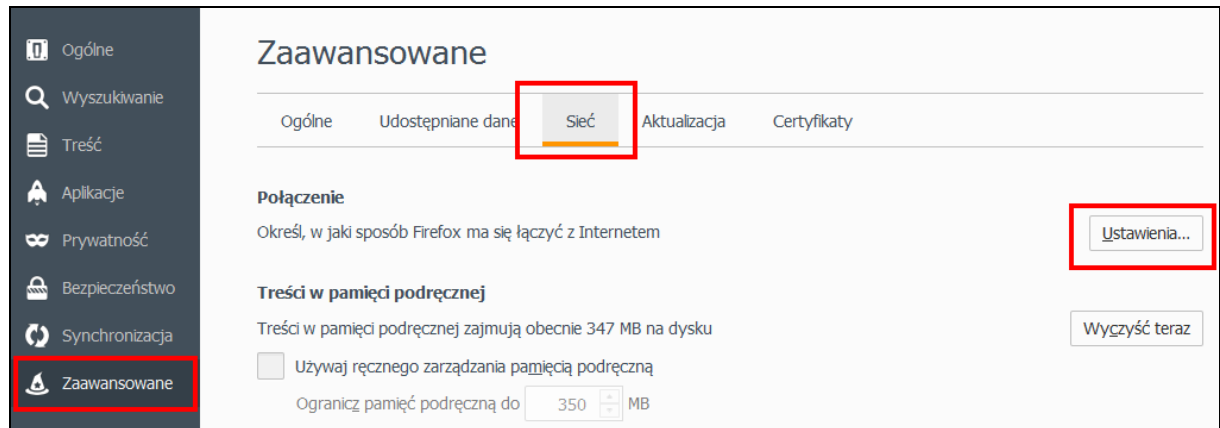 Ogólne
Wyszukiwanie
Treść
Aplikacje
Prywatność
Bezpieczeństwo
Synchronizacja
Zaawansowane
Zaawansowane
Ogólne Udostępniane dane Sieć Aktualizacja Certyfikaty
Połączenie
Określ, w jaki sposób Firefox ma się łączyć z Internetem
Ustawienia...
Treści w pamięci podręcznej
Treści w pamięci podręcznej zajmują obecnie 347 MB na dysku
Wyczyść teraz
Używaj ręcznego zarządzania pamięcią podręczną
Ogranicz pamięć podręczną do 350 MB